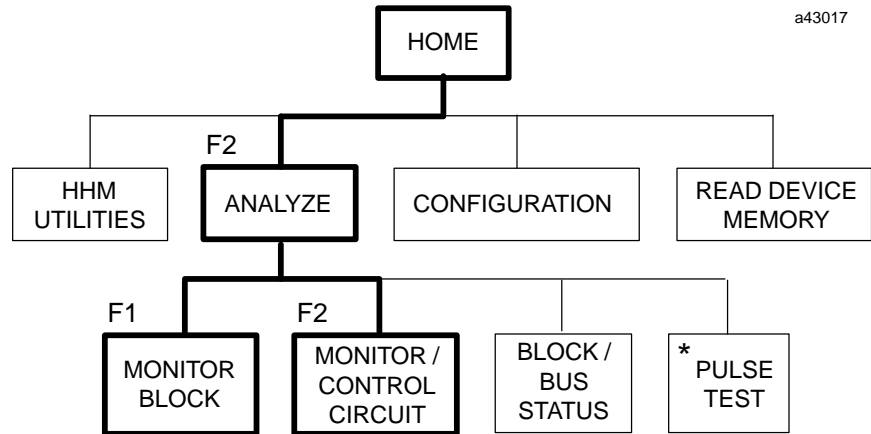 a43017
HOME
F2
HHM
UTILITIES
ANALYZE
CONFIGURATION
READ DEVICE
MEMORY
F1
F2
MONITOR
BLOCK
MONITOR /
CONTROL
CIRCUIT
BLOCK /
BUS
STATUS
* PULSE
TEST